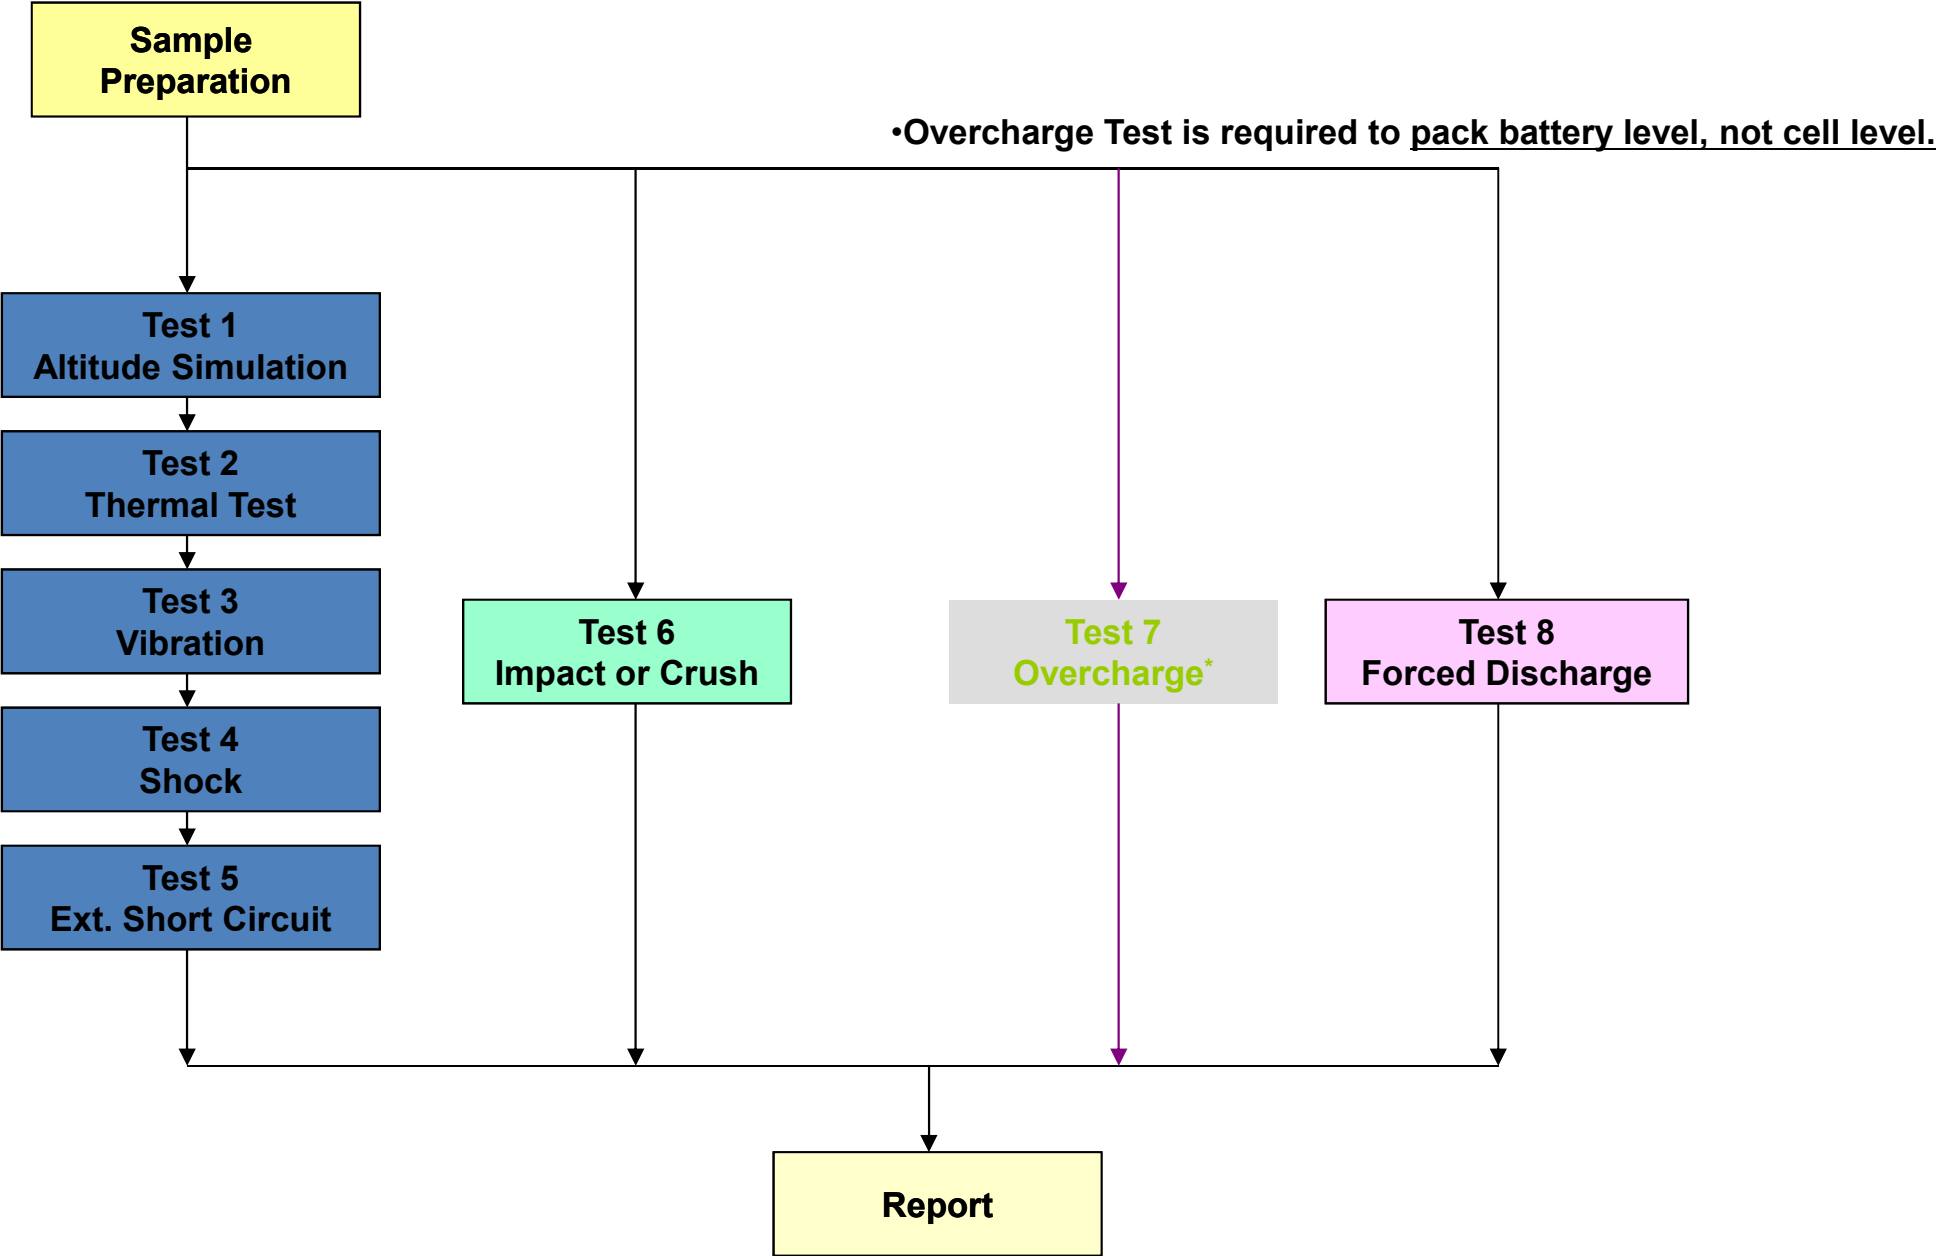 Sample
Preparation
•Overcharge Test is required to pack battery level, not cell level.
Test 1
Altitude Simulation
Test 2
Thermal Test
Test 3
Vibration
Test 4
Shock
Test 5
Ext. Short Circuit
Test 6
Impact or Crush
Test 7
Overcharge*
Test 8
Forced Discharge
Report